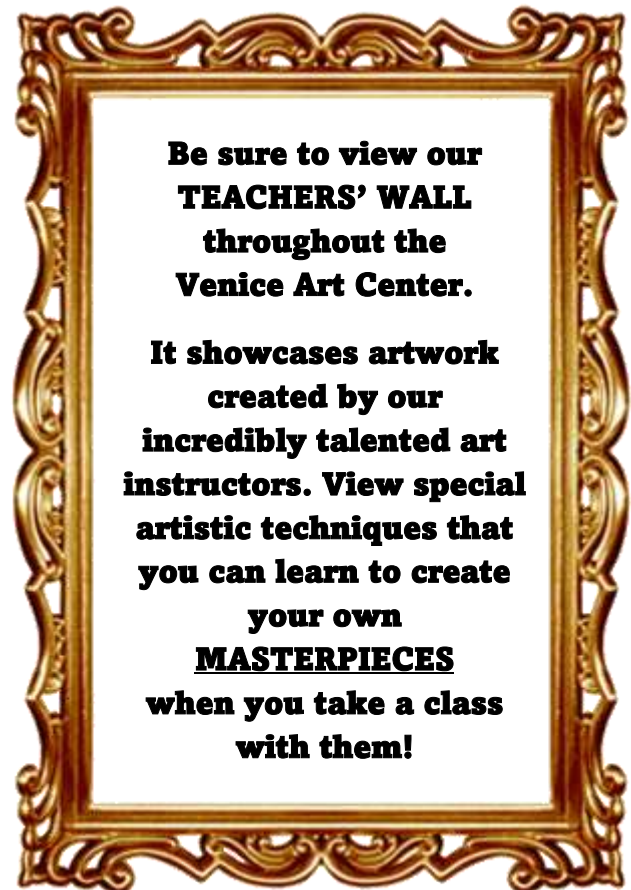 Be sure to view our
TEACHERS’ WALL
throughout the
Venice Art Center.
It showcases artwork
created by our
incredibly talented art
instructors. View special
artistic techniques that
you can learn to create
your own
MASTERPIECES
when you take a class
with them!